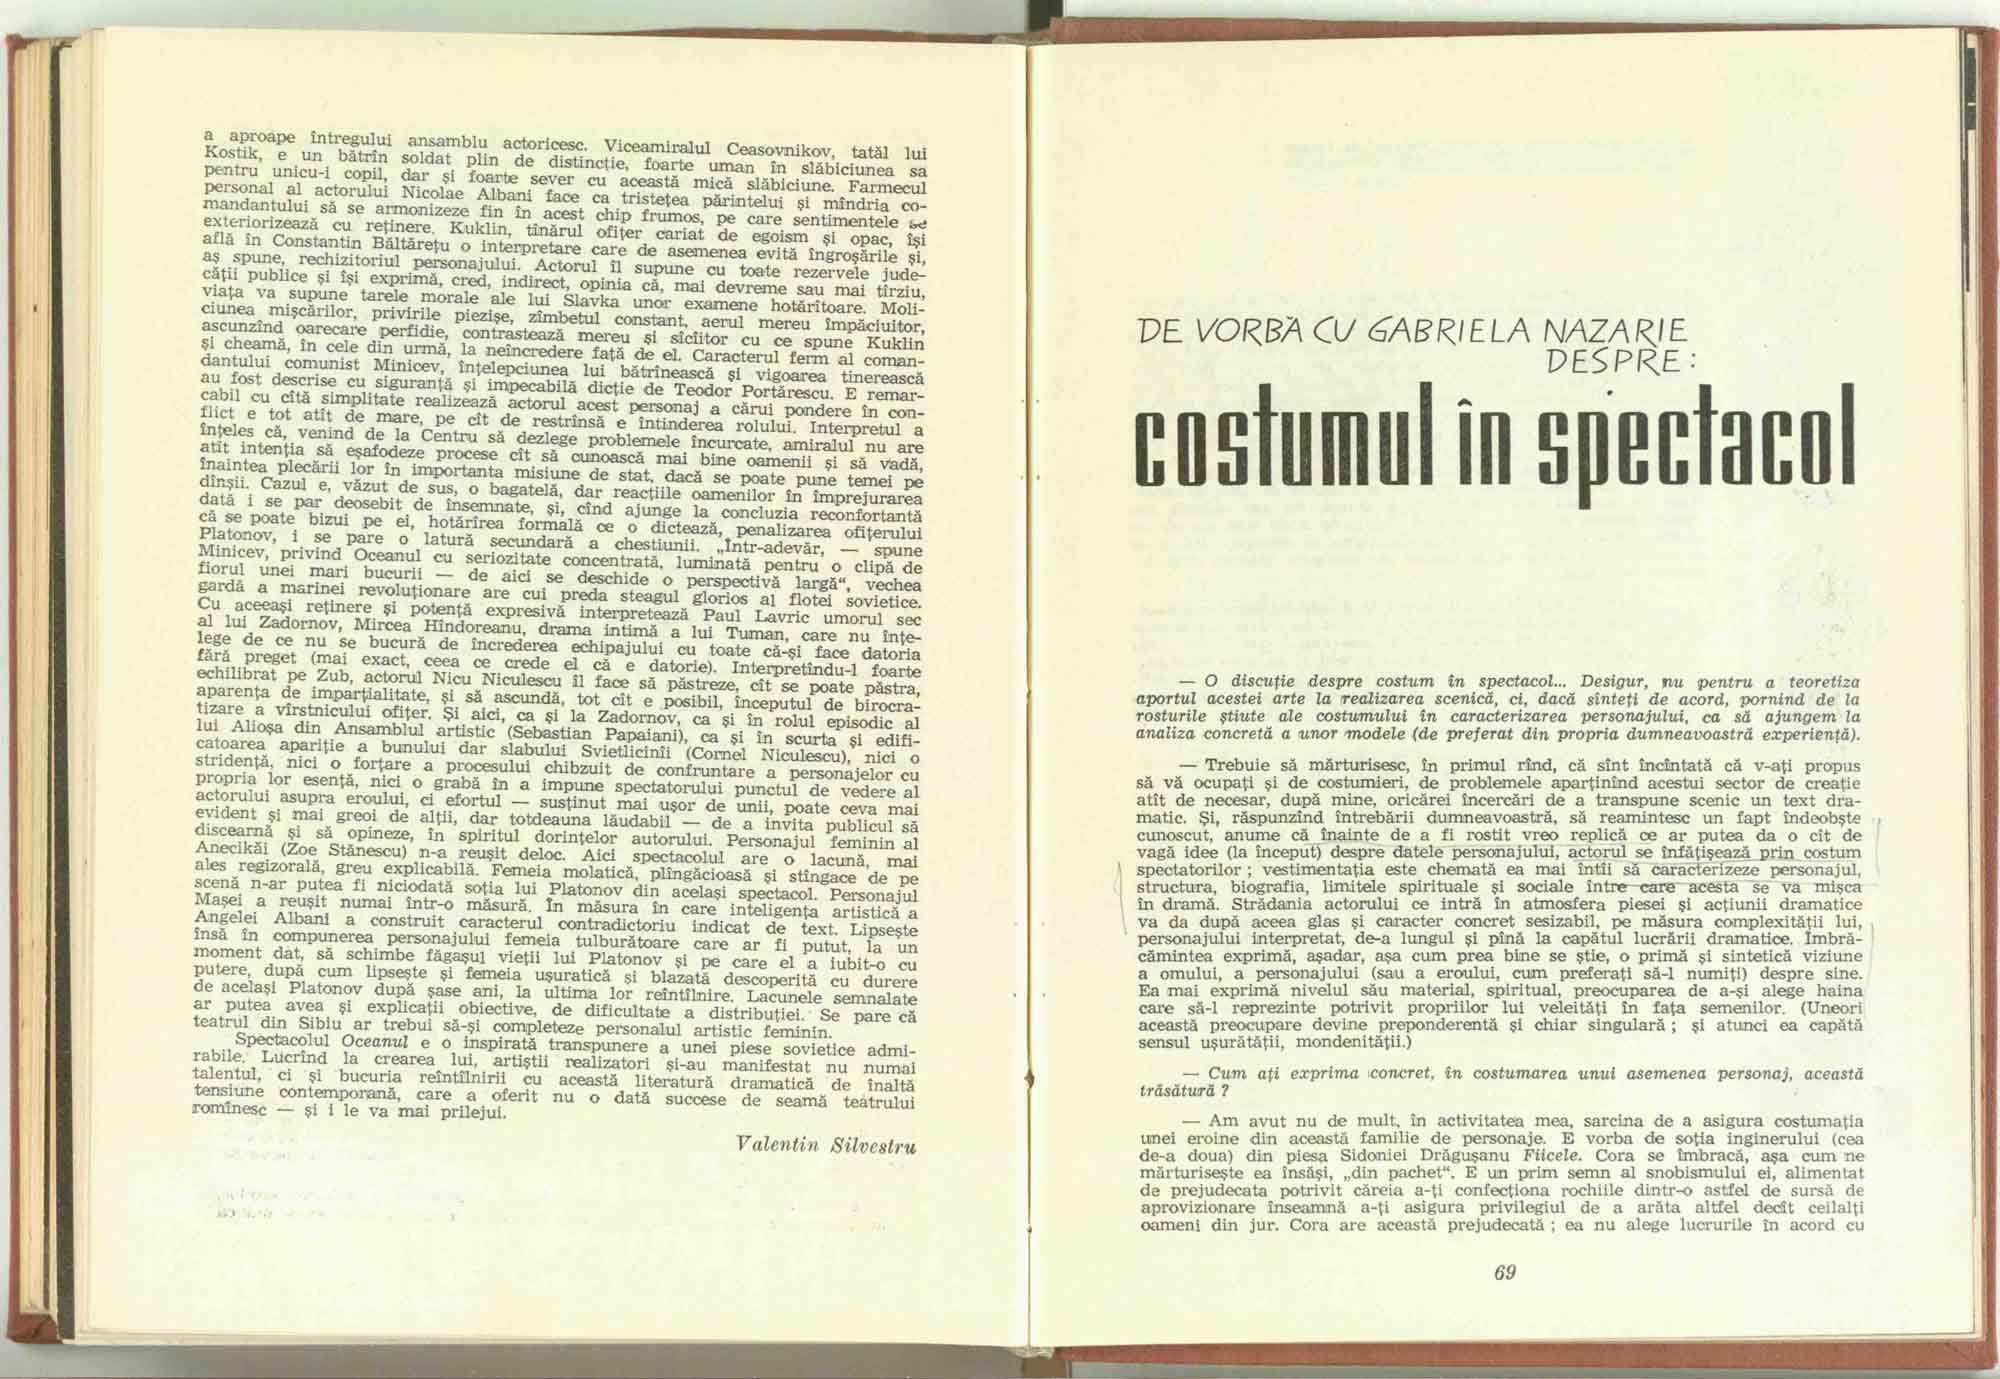 a aproape întregului ansamblu actoricesc. Viceamiralul Ceasovnikov, tatăl lui
Kostik, e un bătrîn soldat plin de distincție, foarte uman în slăbiciunea sa
pentru unicu-i copil, dar și foarte sever cu această mică slăbiciune. Farmecul
personal al actorului Nicolae Albani face ca tristețea părintelui și mîndria co-
mandantului să se armonizeze fin în acest chip frumos, pe care sentimentele se
exteriorizează cu reținere. Kuklin, tînărul ofițer cariat de egoism și opac, își
află în Constantin Băltărețu o interpretare care de asemenea evită îngroșările și,
aș spune, rechizitoriul personajului. Actorul îl supune cu toate rezervele jude-
cății publice și își exprimă, cred, indirect, opinia că, mai devreme sau mai tîrziu,
viața va supune tarele morale ale lui Slavka unor examene hotărîtoare. Moli-
ciunea mișcărilor, privirile piezișe, zîmbetul constant, aerul mereu împăciuitor,
ascunzînd oarecare perfidie, contrastează mereu și sîcîitor cu ce spune Kuklin
și cheamă, în cele din urmă, la neîncredere față de el. Caracterul ferm al coman-
dantului comunist Minicev, înțelepciunea lui bătrînească și vigoarea tinerească
au fost descrise cu siguranță și impecabilă dicție de Teodor Portărescu. E remar-
cabil cu cîtă simplitate realizează actorul acest personaj a cărui pondere în con-
flict e tot atît de mare, pe cît de restrînsă e întinderea rolului. Interpretul a
înțeles că, venind de la Centru să dezlege problemele încurcate, amiralul nu are
atît intenția să eșafodeze procese cît să cunoască mai bine oamenii și să vadă,
înaintea plecării lor în importanta misiune de stat, dacă se poate pune temei pe
dînșii. Cazul e, văzut de sus, o bagatelă, dar reacțiile oamenilor în împrejurarea
dată i se par deosebit de însemnate, și, cînd ajunge la concluzia reconfortantă
că se poate bizui pe ei, hotărîrea formală ce o dictează, penalizarea ofițerului
Platonov, i se pare o latură secundară a chestiunii. „Într-adevăr, — spune
Minicev, privind Oceanul cu seriozitate concentrată, luminată pentru o clipă de
fiorul unei mari bucurii — de aici se deschide o perspectivă largă“, vechea
gardă a marinei revoluționare are cui preda steagul glorios al flotei sovietice.
Cu aceeași reținere și potență expresivă interpretează Paul Lavric umorul sec
al lui Zadornov, Mircea Hîndoreanu, drama intimă a lui Tuman, care nu înțe-
lege de ce nu se bucură de încrederea echipajului cu toate că-și face datoria
fără preget (mai exact, ceea ce crede el că e datorie). Interpretîndu-l foarte
echilibrat pe Zub, actorul Nicu Niculescu îl face să păstreze, cît se poate păstra,
aparența de imparțialitate, și să ascundă, tot cît e posibil, începutul de birocra-
tizare a vîrstnicului ofițer. Și aici, ca și la Zadornov, ca și în rolul episodic al
lui Alioșa din Ansamblul artistic (Sebastian Papaiani), ca și în scurta și edifi-
catoarea apariție a bunului dar slabului Svietlicinîi (Cornel Niculescu), nici o
stridență, nici o forțare a procesului chibzuit de confruntare a personajelor cu
propria lor esență, nici o grabă în a impune spectatorului punctul de vedere al
actorului asupra eroului, ci efortul — susținut mai ușor de unii, poate ceva mai
evident și mai greoi de alții, dar totdeauna lăudabil — de a invita publicul să
discearnă și să opineze, în spiritul dorințelor autorului. Personajul feminin al
Anecikăi (Zoe Stănescu) n-a reușit deloc. Aici spectacolul are o lacună, mai
ales regizorală, greu explicabilă. Femeia molatică, plîngăcioasă și stîngace de pe
scenă n-ar putea fi niciodată soția lui Platonov din același spectacol. Personajul
Mașei a reușit numai într-o măsură. În măsura în care inteligența artistică a
Angelei Albani a construit caracterul contradictoriu indicat de text. Lipsește
însă în compunerea personajului femeia tulburătoare care ar fi putut, la un
moment dat, să schimbe făgașul vieții lui Platonov și pe care el a iubit-o cu
putere, după cum lipsește și femeia ușuratică și blazată descoperită cu durere
de același Platonov după șase ani, la ultima lor reîntîlnire. Lacunele semnalate
ar putea avea și explicații obiective, de dificultate a distribuției. Se pare că
teatrul din Sibiu ar trebui să-și completeze personalul artistic feminin.
Spectacolul Oceanul e o inspirată transpunere a unei piese sovietice admi-
rabile. Lucrînd la crearea lui, artiștii realizatori și-au manifestat nu numai
talentul, ci și bucuria reîntîlnirii cu această literatură dramatică de înaltă
tensiune contemporană, care a oferit nu o dată succese de seamă teatrului
romînesc — și i le va mai prilejui.
Valentin Silvestru
DE VORBĂ CU GABRIELA NAZARIE
DESPRE:
costumul în spectacol
— O discuție despre costum în spectacol... Desigur, nu pentru a teoretiza
aportul acestei arte la realizarea scenică, ci, dacă sînteți de acord, pornind de la
rosturile știute ale costumului în caracterizarea personajului, ca să ajungem la
analiza concretă a unor modele (de preferat din propria dumneavoastră experiență).
— Trebuie să mărturisesc, în primul rînd, că sînt încîntată că v-ați propus
să vă ocupați și de costumieri, de problemele aparținînd acestui sector de creație
atît de necesar, după mine, oricărei încercări de a transpune scenic un text dra-
matic. Și, răspunzînd întrebării dumneavoastră, să reamintesc un fapt îndeobște
cunoscut, anume că înainte de a fi rostit vreo replică ce ar putea da o cît de
vagă idee (la început) despre datele personajului, actorul se înfățișează prin costum
spectatorilor ; vestimentația este chemată ea mai întîi să caracterizeze personajul,
structura, biografia, limitele spirituale și sociale între care acesta se va mișca
în dramă. Strădania actorului ce intră în atmosfera piesei și acțiunii dramatice
va da după aceea glas și caracter concret sesizabil, pe măsura complexității lui,
personajului interpretat, de-a lungul și pînă la capătul lucrării dramatice. Îmbră-
cămintea exprimă, așadar, așa cum prea bine se știe, o primă și sintetică viziune
a omului, a personajului (sau a eroului, cum preferați să-l numiți) despre sine.
Ea mai exprimă nivelul său material, spiritual, preocuparea de a-și alege haina
care să-l reprezinte potrivit propriilor lui veleități în fața semenilor. (Uneori
această preocupare devine preponderentă și chiar singulară ; și atunci ea capătă
sensul ușurătății, mondenității.)
— Cum ați exprima concret, în costumarea unui asemenea personaj, această
trăsătură ?
— Am avut nu de mult, în activitatea mea, sarcina de a asigura costumația
unei eroine din această familie de personaje. E vorba de soția inginerului (cea
de-a doua) din piesa Sidoniei Drăgușanu Fiicele. Cora se îmbracă, așa cum ne
mărturisește ea însăși, „din pachet“. E un prim semn al snobismului ei, alimentat
de prejudecata potrivit căreia a-ți confecționa rochiile dintr-o astfel de sursă de
aprovizionare înseamnă a-ți asigura privilegiul de a arăta altfel decît ceilalți
oameni din jur. Cora are această prejudecată ; ea nu alege lucrurile în acord cu
69